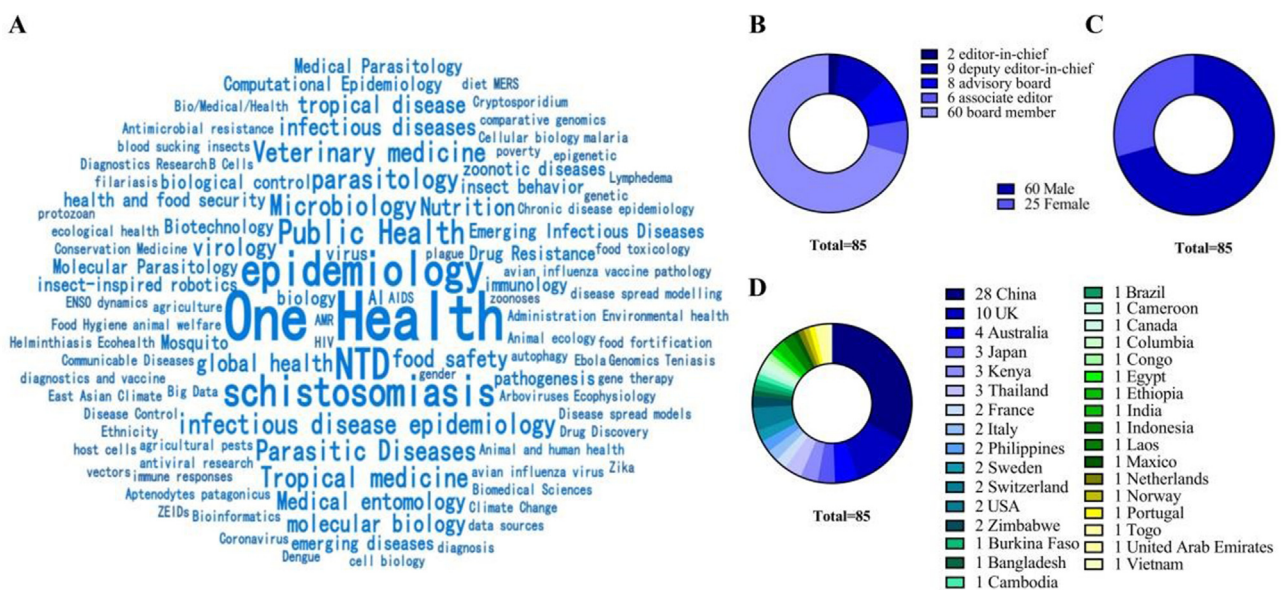 A
Medical Parasitology
Computational Epidemiology diet MERS
Bio/Medical/Health tropical disease Cryptosporidium
Antimicrobial resistance infectious diseases comparative genomics
Cellular biology malaria
blood sucking insects Veterinary medicine poverty epigenetic
Diagnostics Research B Cells zoonotic diseases Lymphedema
filariasis biological control parasitology insect behavior genetic
health and food security Microbiology Nutrition Chronic disease epidemiology
protozoan
ecological health Biotechnology Public Health Emerging Infectious Diseases
Conservation Medicine virology virus plague Drug Resistance food toxicology
Molecular Parasitology epidemiology avian influenza vaccine pathology
insect-inspired robotics immunology disease spread modelling
ENSO dynamics agriculture biology AI AIDS zoonoses
One Health Administration Environmental health
Food Hygiene animal welfare AMR
Helminthiasis Ecohealth Mosquito HIV Animal ecology food fortification
Communicable Diseases global health NTD food safety autophagy Ebola Genomics Teniasis
diagnostics and vaccine gender pathogenesis gene therapy
East Asian Climate Big Data schistosomiasis Arboviruses Ecophysiology
Disease Control infectious disease epidemiology Disease spread models
Ethnicity Drug Discovery
host cells agricultural pests Parasitic Diseases Animal and human health
antiviral research
vectors immune responses Tropical medicine avian influenza virus Zika
Aptenodytes patagonicus Biomedical Sciences
Medical entomology Climate Change
ZEIDs Bioinformatics molecular biology data sources
Coronavirus emerging diseases diagnosis
Dengue cell biology
B
2 editor-in-chief
9 deputy editor-in-chief
8 advisory board
6 associate editor
60 board member
Total=85
C
60 Male
25 Female
Total=85
D
Total=85
28 China
10 UK
4 Australia
3 Japan
3 Kenya
3 Thailand
2 France
2 Italy
2 Philippines
2 Sweden
2 Switzerland
2 USA
2 Zimbabwe
1 Burkina Faso
1 Bangladesh
1 Cambodia
1 Brazil
1 Cameroon
1 Canada
1 Columbia
1 Congo
1 Egypt
1 Ethiopia
1 India
1 Indonesia
1 Laos
1 Maxico
1 Netherlands
1 Norway
1 Portugal
1 Togo
1 United Arab Emirates
1 Vietnam